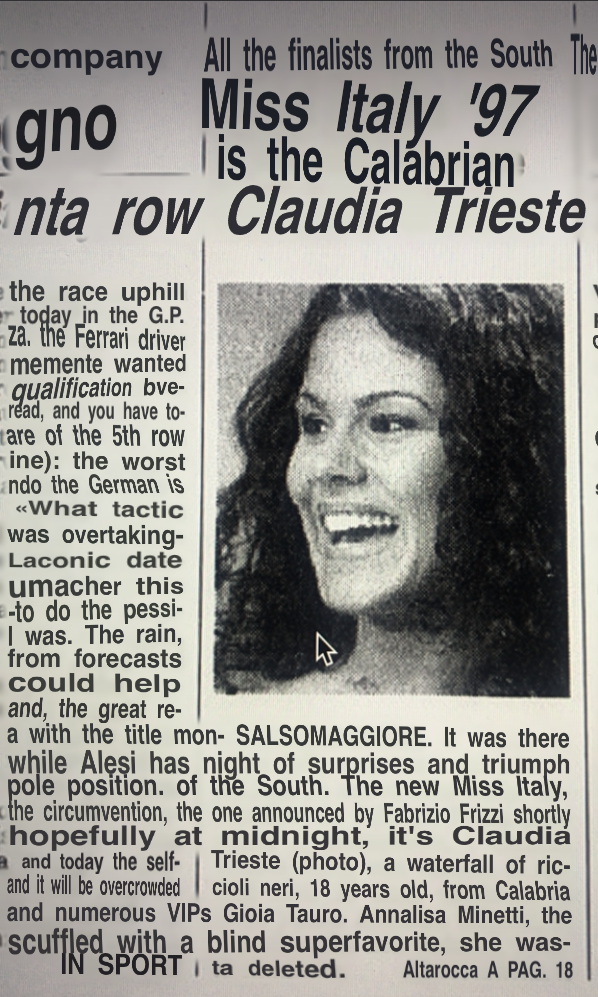 company
gno
nta row
the race uphill
today in the G.P.
za. the Ferrari driver
memente wanted
qualification bve-
read, and you have to-
are of the 5th row
ine): the worst
ndo the German is
«What tactic
was overtaking-
Laconic date
umacher this
-to do the pessi-
I was. The rain,
from forecasts
could help
and, the great re-
a with the title mon-
while Alesi has
pole position.
the circumvention,
hopefully at
and today the self-
and it will be overcrowded
and numerous VIPs
scuffled with a
IN SPORT
All the finalists from the South
Miss Italy '97
is the Calabrian
Claudia Trieste
SALSOMAGGIORE. It was there
night of surprises and triumph
of the South. The new Miss Italy,
the one announced by Fabrizio Frizzi shortly
midnight, it's Claudia
Trieste (photo), a waterfall of ric-
cioli neri, 18 years old, from Calabria
Gioia Tauro. Annalisa Minetti, the
blind superfavorite, she was-
ta deleted. Altarocca A PAG. 18
The